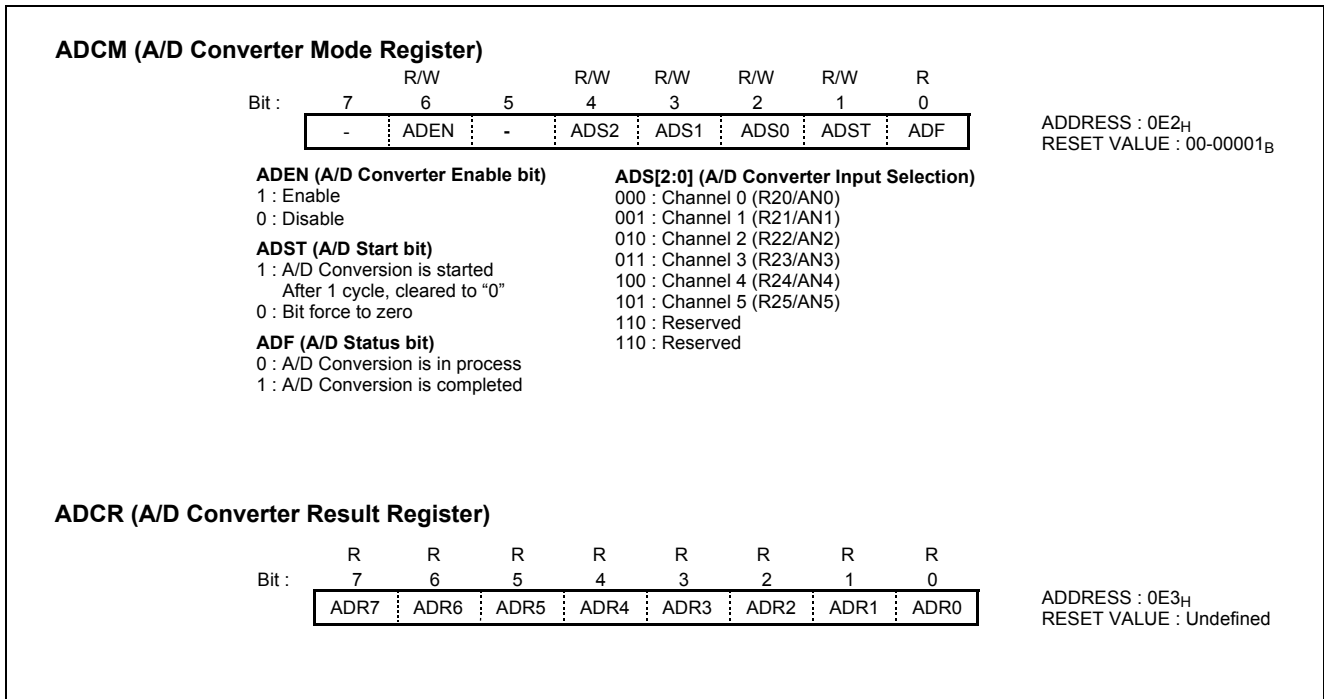 ADCM (A/D Converter Mode Register)
R/W R/W R/W R/W R/W R
Bit : 7 6 5 4 3 2 1 0
- ADEN - ADS2 ADS1 ADS0 ADST ADF
ADDRESS : 0E2H
RESET VALUE : 00-00001B
ADEN (A/D Converter Enable bit)
1 : Enable
0 : Disable
ADST (A/D Start bit)
1 : A/D Conversion is started
After 1 cycle, cleared to “0”
0 : Bit force to zero
ADF (A/D Status bit)
0 : A/D Conversion is in process
1 : A/D Conversion is completed
ADS[2:0] (A/D Converter Input Selection)
000 : Channel 0 (R20/AN0)
001 : Channel 1 (R21/AN1)
010 : Channel 2 (R22/AN2)
011 : Channel 3 (R23/AN3)
100 : Channel 4 (R24/AN4)
101 : Channel 5 (R25/AN5)
110 : Reserved
110 : Reserved
ADCR (A/D Converter Result Register)
R R R R R R R R
Bit : 7 6 5 4 3 2 1 0
ADR7 ADR6 ADR5 ADR4 ADR3 ADR2 ADR1 ADR0
ADDRESS : 0E3H
RESET VALUE : Undefined